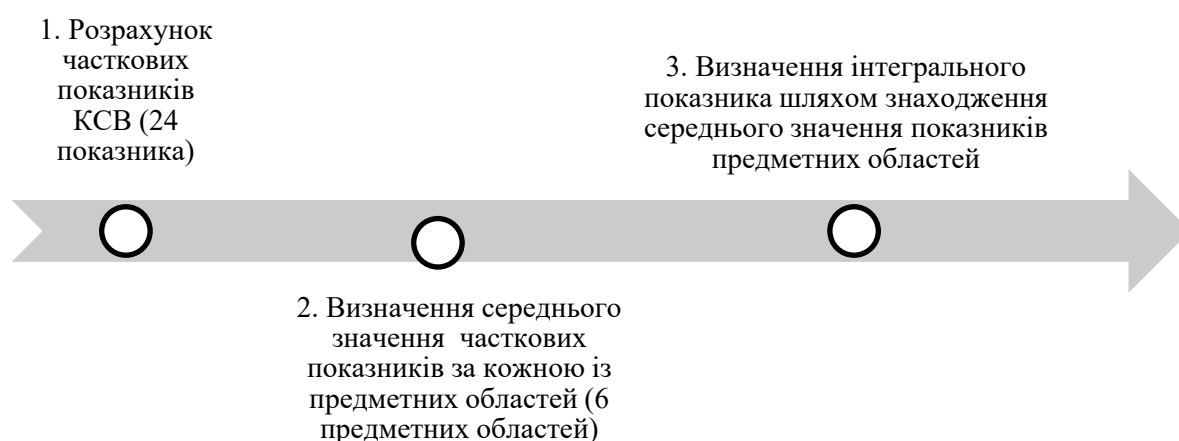 1. Розрахунок
часткових
показників
КСВ (24
показника)
2. Визначення середнього
значення часткових
показників за кожною із
предметних областей (6
предметних областей)
3. Визначення інтегрального
показника шляхом знаходження
середнього значення показників
предметних областей